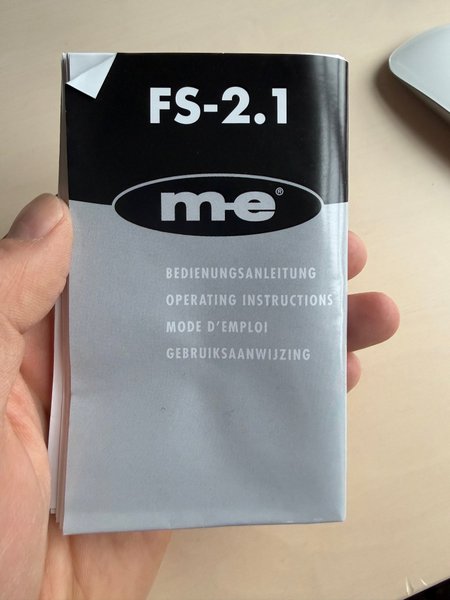 FS-2.1
m-e®
BEDIENUNGSANLEITUNG
OPERATING INSTRUCTIONS
MODE D'EMPLOI
GEBRUIKSAANWIJZING